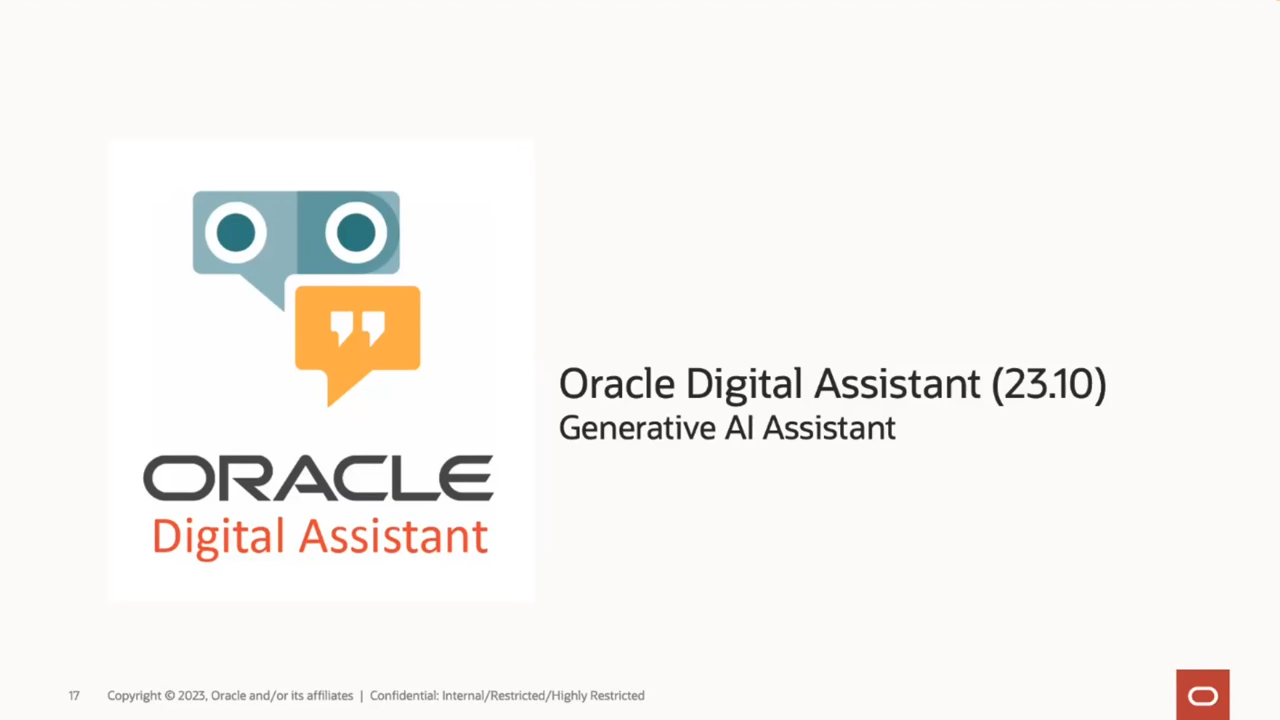 ORACLE
Digital Assistant
Oracle Digital Assistant (23.10)
Generative AI Assistant
17 Copyright © 2023, Oracle and/or its affiliates | Confidential: Internal/Restricted/Highly Restricted